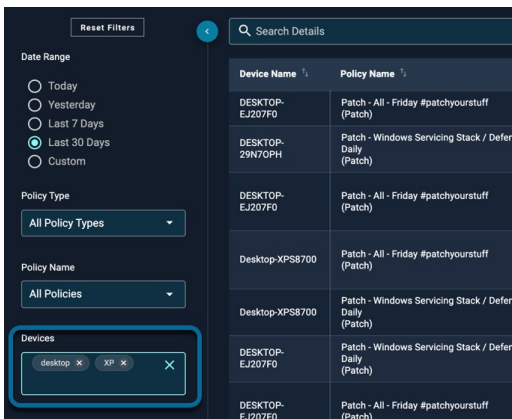 Reset Filters
Date Range
Today
Yesterday
Last 7 Days
Last 30 Days
Custom
Policy Type
All Policy Types
Policy Name
All Policies
Devices
desktop XP
Search Details
Device Name Policy Name
DESKTOP- Patch - All - Friday #patchyourstuff
EJ207F0 (Patch)
DESKTOP- Patch - Windows Servicing Stack /
29N7OPH Daily
(Patch)
DESKTOP- Patch - All - Friday #patchyourstuff
EJ207F0 (Patch)
Desktop-XPS8700 Patch - All - Friday #patchyourstuff
(Patch)
Patch - Windows Servicing Stack /
Desktop-XPS8700 Daily
(Patch)
DESKTOP- Patch - Windows Servicing Stack /
EJ207F0 Daily
(Patch)
DESKTOP- Patch - All - Friday #patchyourstuff
EJ207F0 (Patch)